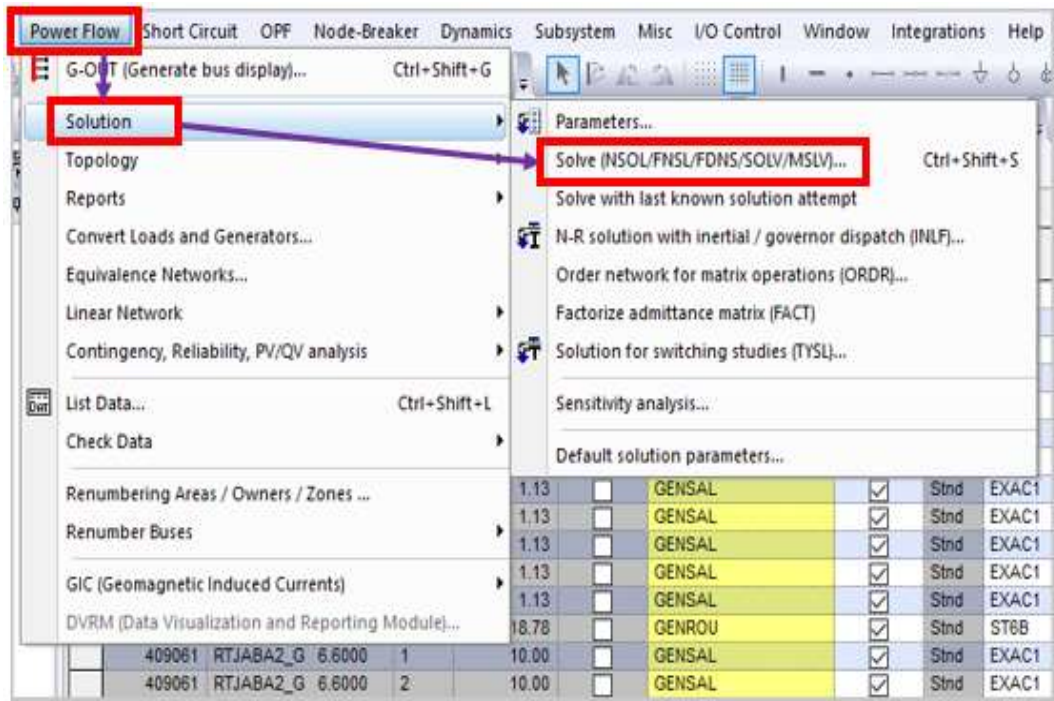 Power Flow Short Circuit OPF Node-Breaker Dynamics Subsystem Misc I/O Control Window Integrations Help
G-OUT (Generate bus display)... Ctrl+Shift+G
Solution
Topology
Reports
Convert Loads and Generators...
Equivalence Networks...
Linear Network
Contingency, Reliability, PV/QV analysis
List Data... Ctrl+Shift+L
Check Data
Renumbering Areas / Owners / Zones ...
Renumber Buses
GIC (Geomagnetic Induced Currents)
DVRM (Data Visualization and Reporting Module)...
Parameters...
Solve (NSOL/FNSL/FDNS/SOLV/MSLV)... Ctrl+Shift+S
Solve with last known solution attempt
N-R solution with inertial / governor dispatch (INLF)...
Order network for matrix operations (ORDR)...
Factorize admittance matrix (FACT)
Solution for switching studies (TYSL)...
Sensitivity analysis...
Default solution parameters...
1.13 GENSAL Stnd EXAC1
1.13 GENSAL Stnd EXAC1
1.13 GENSAL Stnd EXAC1
1.13 GENSAL Stnd EXAC1
1.13 GENSAL Stnd EXAC1
18.78 GENROU Stnd ST6B
409061 RTJABA2_G 6.6000 1 10.00 GENSAL Stnd EXAC1
409061 RTJABA2_G 6.6000 2 10.00 GENSAL Stnd EXAC1